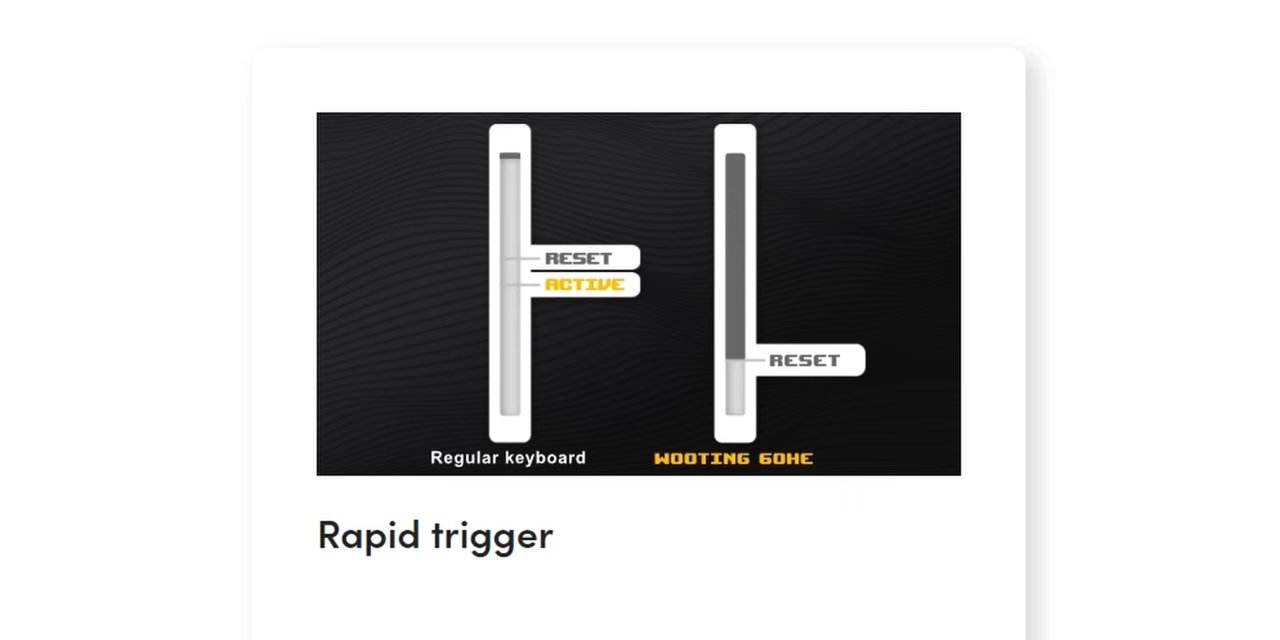 RESET
ACTIVE
RESET
Regular keyboard
WOOTING 60HE
Rapid trigger